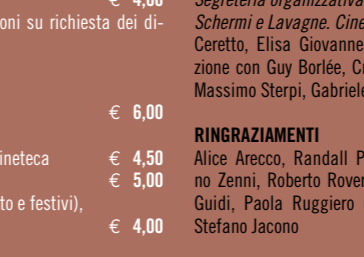 € 4,00
oni su richiesta dei di-
€ 6,00
ineteca € 4,50
€ 5,00
to e festivi),
€ 4,00
Segreteria organizzativa
Schermi e Lavagne. Cine
Ceretto, Elisa Giovanne
zione con Guy Borlée, C
Massimo Sterpi, Gabriele
RINGRAZIAMENTI
Alice Arecco, Randall P
no Zenni, Roberto Rover
Guidi, Paola Ruggiero
Stefano Jacono